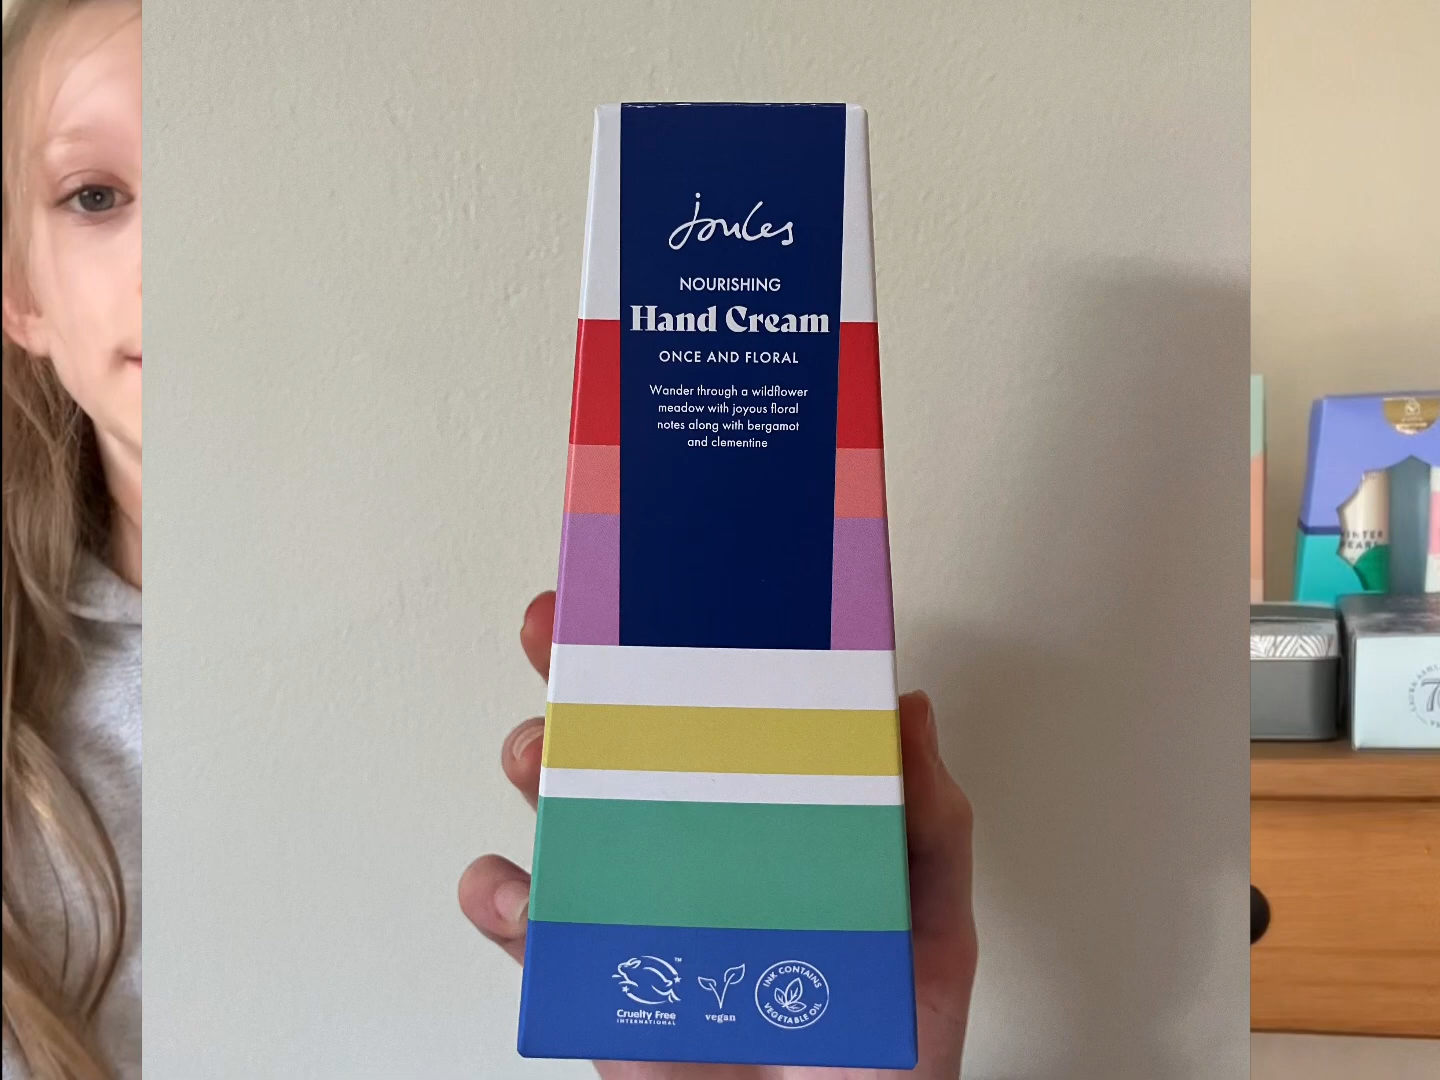 joules
NOURISHING
Hand Cream
ONCE AND FLORAL
Wander through a wildflower
meadow with joyous floral
notes along with bergamot
and clementine
TM
Cruelty Free
INTERNATIONAL
vegan
INK CONTAINS
VEGETABLE OIL